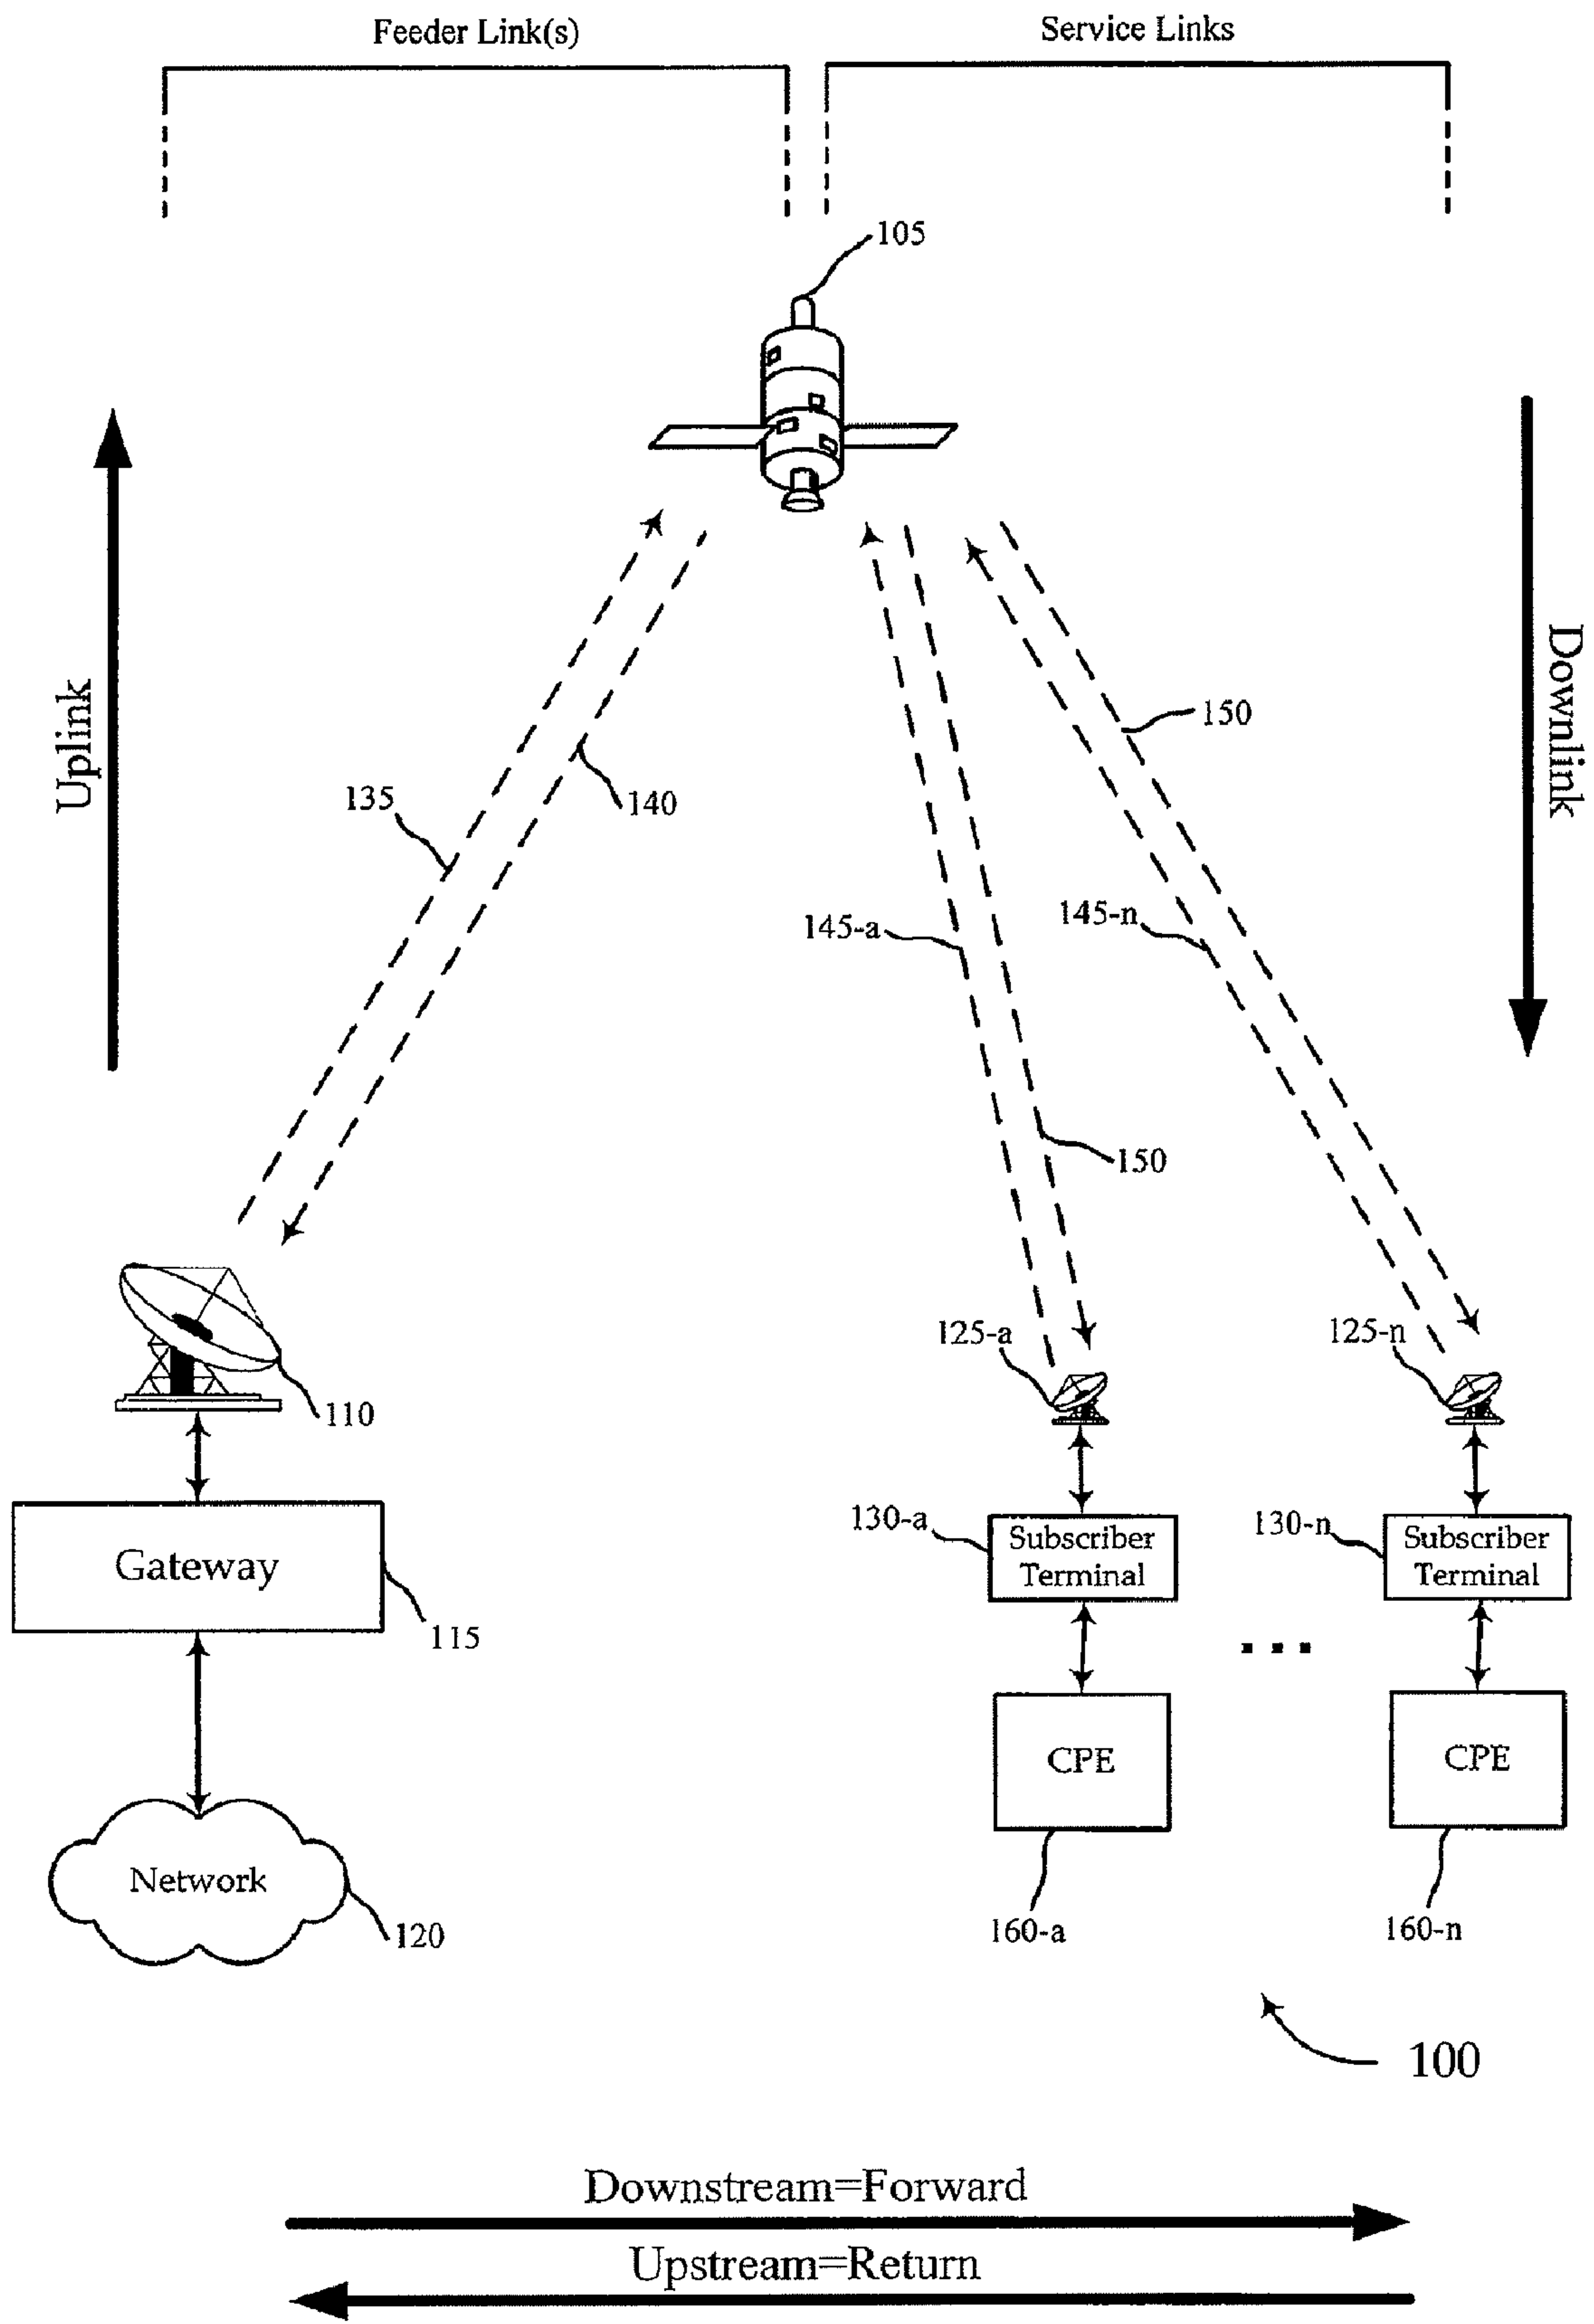 Feeder Link(s)
Service Links
105
Uplink
Downlink
150
135
140
145-a
145-n
150
125-a
125-n
110
130-a
Subscriber
Terminal
130-n
Subscriber
Terminal
Gateway
115
...
CPE
CPE
Network
120
160-a
160-n
100
Downstream=Forward
Upstream=Return